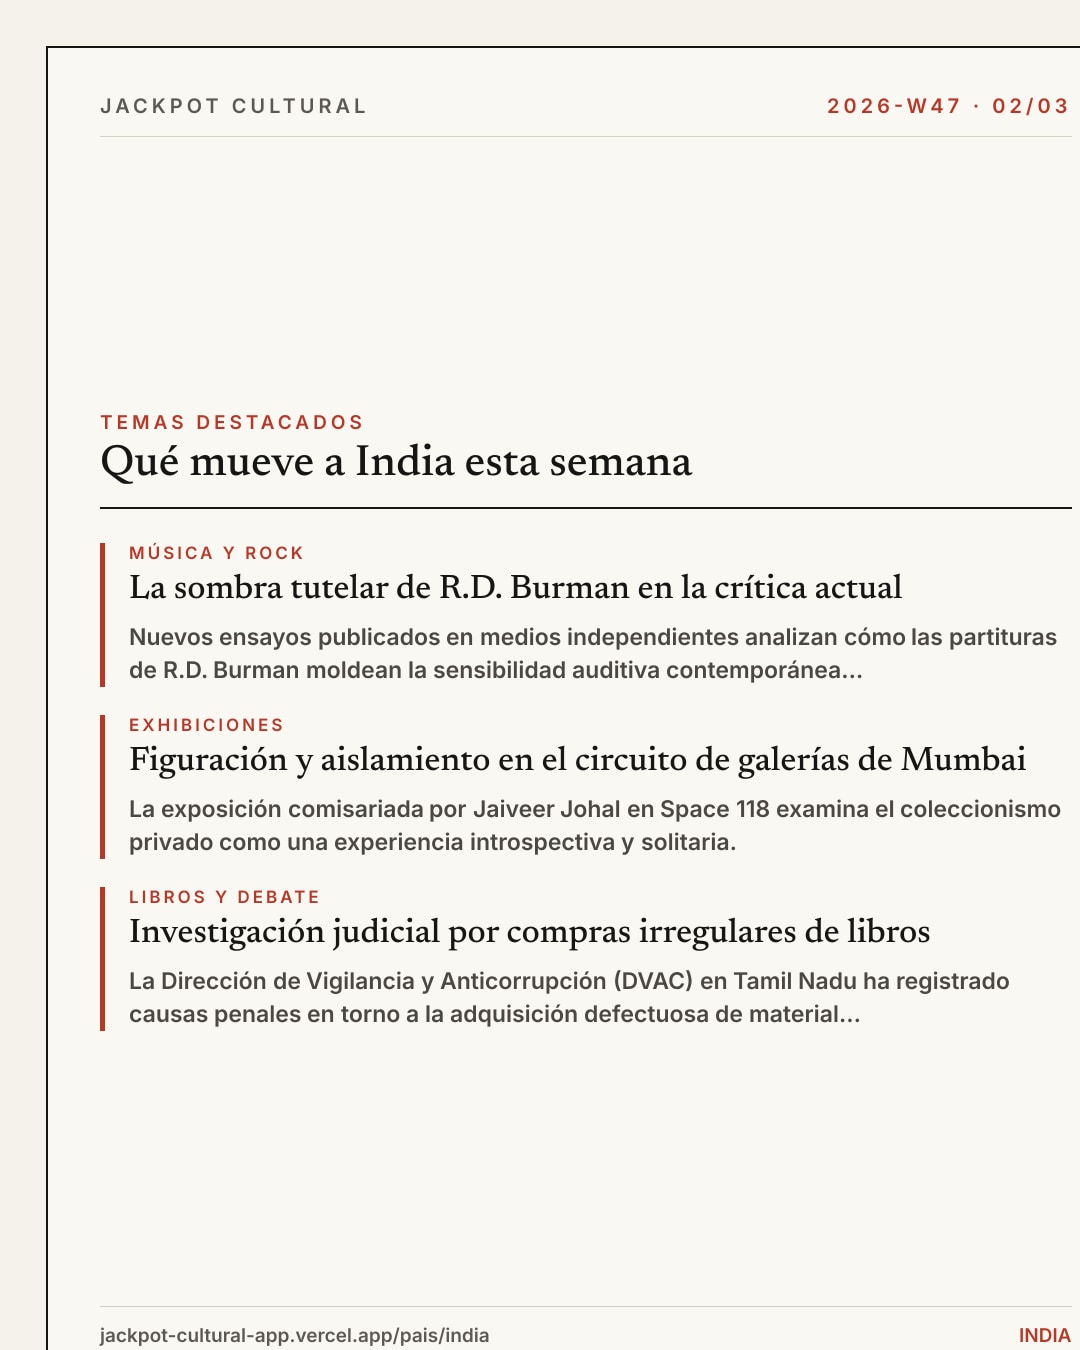 JACKPOT CULTURAL
2026-W47 · 02/03
TEMAS DESTACADOS
Qué mueve a India esta semana
MÚSICA Y ROCK
La sombra tutelar de R.D. Burman en la crítica actual
Nuevos ensayos publicados en medios independientes analizan cómo las partituras
de R.D. Burman moldean la sensibilidad auditiva contemporánea...
EXHIBICIONES
Figuración y aislamiento en el circuito de galerías de Mumbai
La exposición comisariada por Jaiveer Johal en Space 118 examina el coleccionismo
privado como una experiencia introspectiva y solitaria.
LIBROS Y DEBATE
Investigación judicial por compras irregulares de libros
La Dirección de Vigilancia y Anticorrupción (DVAC) en Tamil Nadu ha registrado
causas penales en torno a la adquisición defectuosa de material...
jackpot-cultural-app.vercel.app/pais/india
INDIA